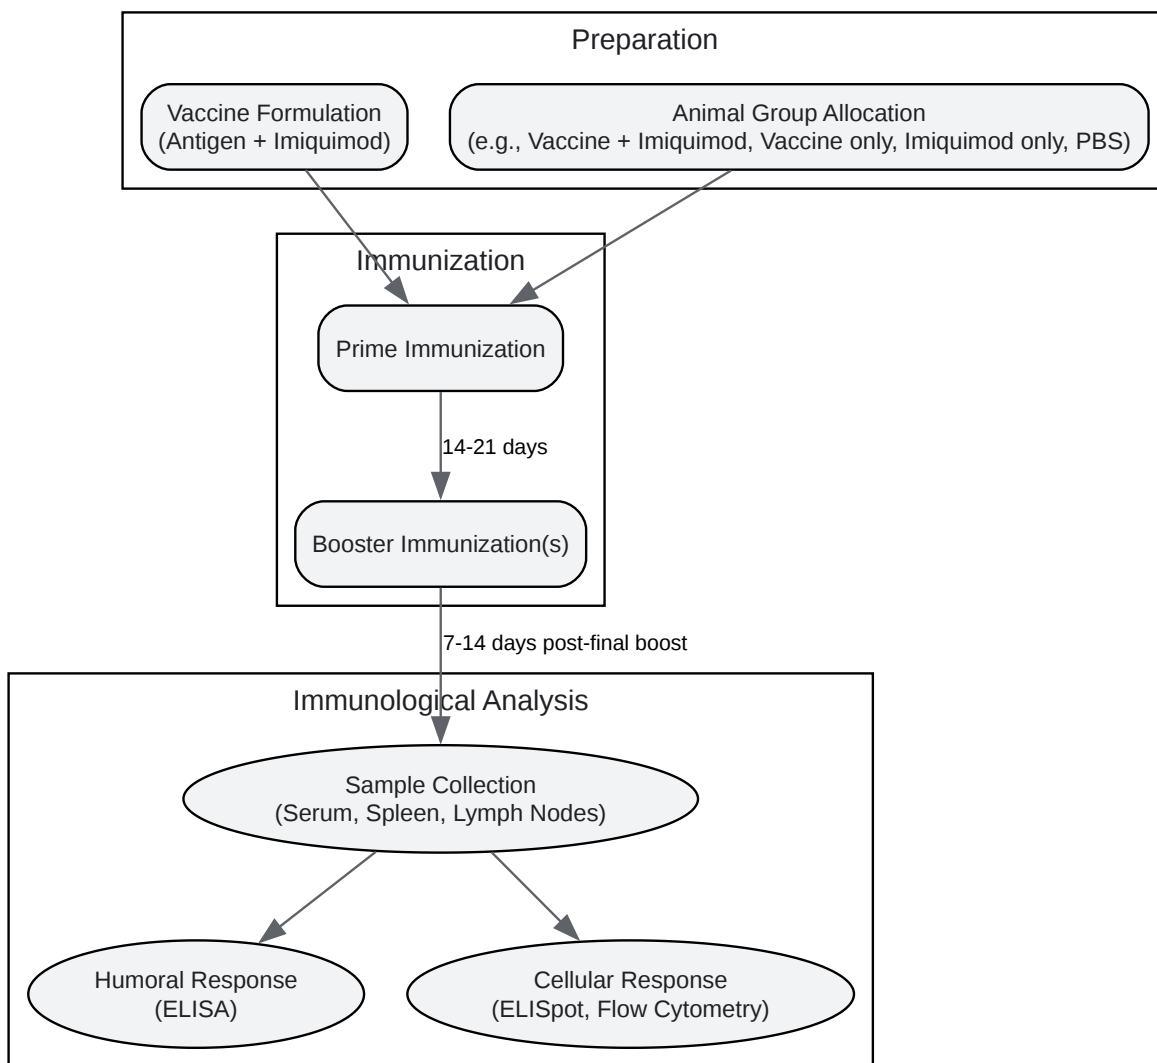 Preparation
Vaccine Formulation
(Antigen + Imiquimod)
Animal Group Allocation
(e.g., Vaccine + Imiquimod, Vaccine only, Imiquimod only, PBS)
Immunization
Prime Immunization
14-21 days
Booster Immunization(s)
7-14 days post-final boost
Immunological Analysis
Sample Collection
(Serum, Spleen, Lymph Nodes)
Humoral Response
(ELISA)
Cellular Response
(ELISpot, Flow Cytometry)